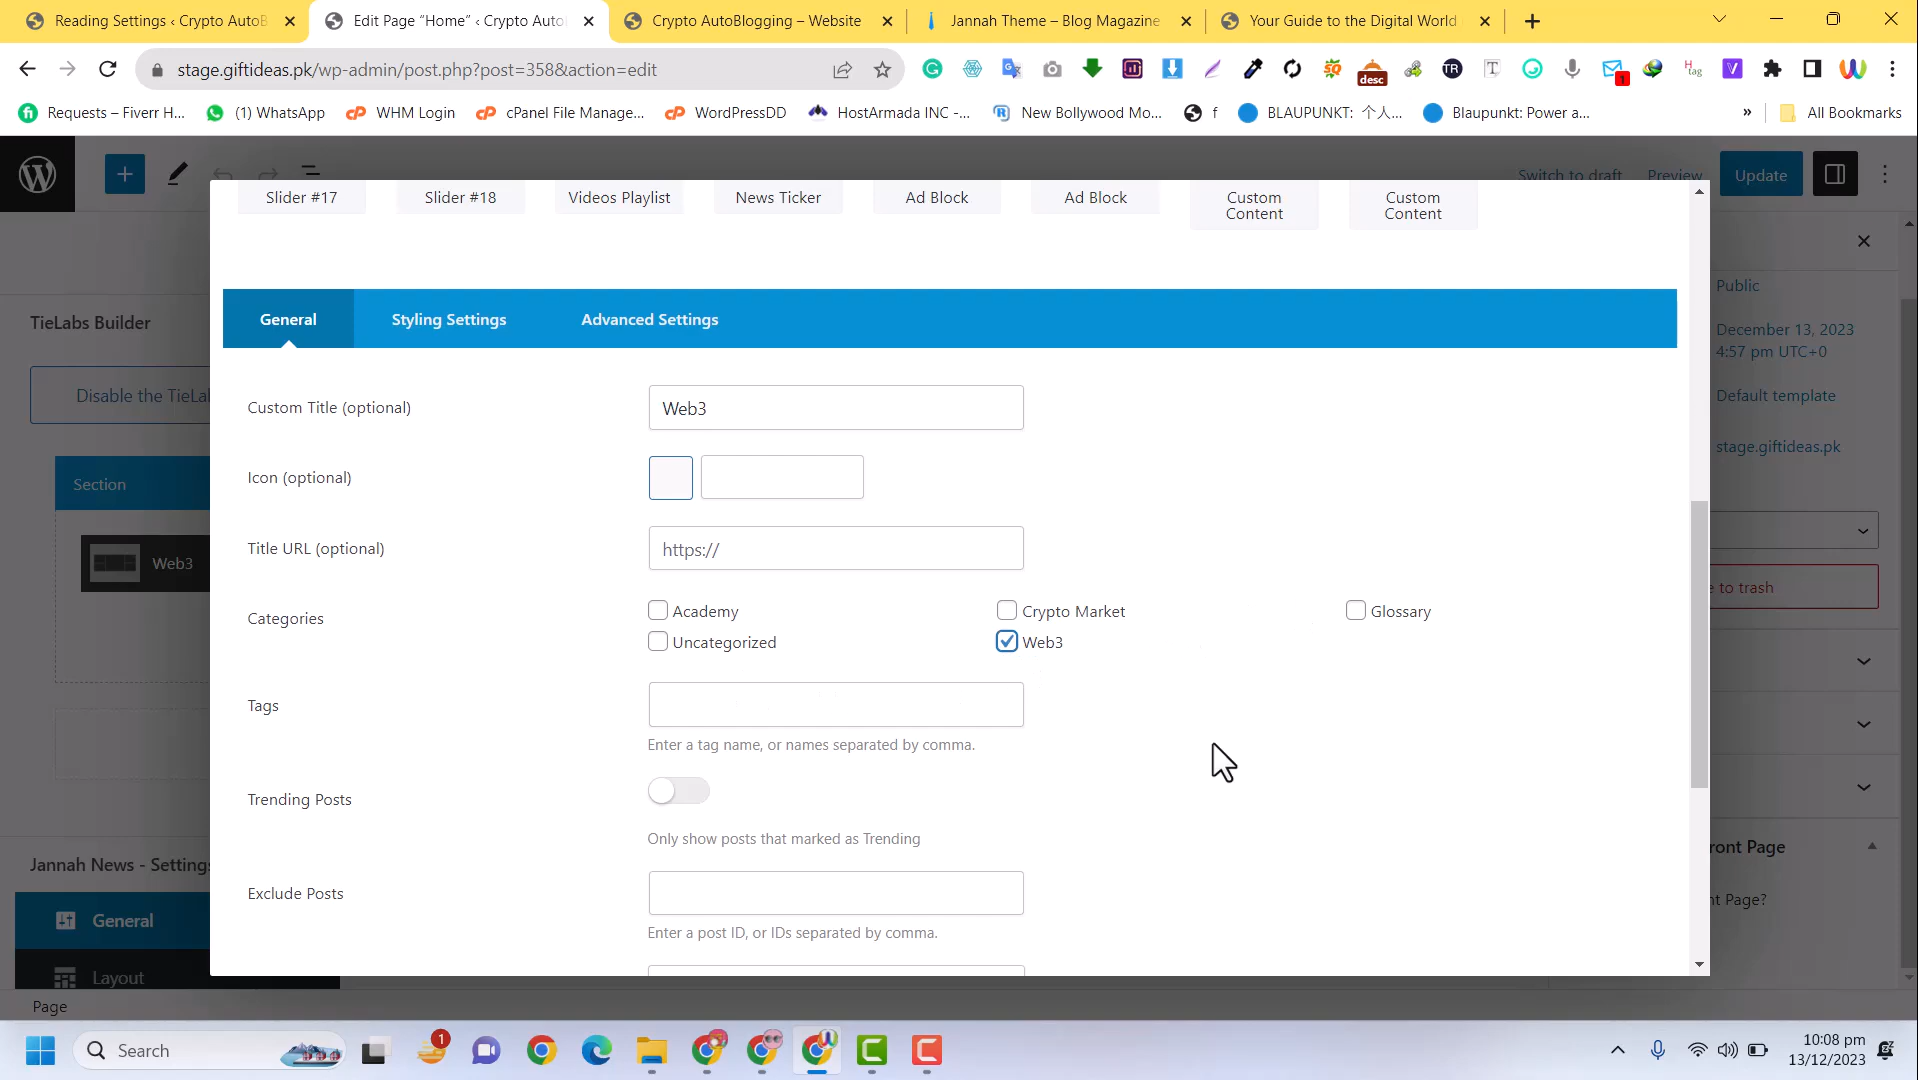 Reading Settings ‹ Crypto AutoB
Edit Page “Home” ‹ Crypto Auto
Crypto AutoBlogging – Website
Jannah Theme – Blog Magazine
Your Guide to the Digital World
stage.giftideas.pk/wp-admin/post.php?post=358&action=edit
desc
TR
T
H
tag
1
Requests – Fiverr H...
(1) WhatsApp
WHM Login
cPanel File Manage...
WordPressDD
HostArmada INC -...
New Bollywood Mo...
f
BLAUPUNKT: 个人...
Blaupunkt: Power a...
»
All Bookmarks
Switch to draft
Preview
Update
Slider #17
Slider #18
Videos Playlist
News Ticker
Ad Block
Ad Block
Custom
Content
Custom
Content
Public
TieLabs Builder
General
Styling Settings
Advanced Settings
December 13, 2023
4:57 pm UTC+0
Disable the TieLab
Default template
Custom Title (optional)
Web3
stage.giftideas.pk
Section
Icon (optional)
Title URL (optional)
https://
Web3
e to trash
Categories
Academy
Crypto Market
Glossary
Uncategorized
Web3
Tags
Enter a tag name, or names separated by comma.
Trending Posts
Only show posts that marked as Trending
Jannah News - Settings
ront Page
Exclude Posts
nt Page?
General
Enter a post ID, or IDs separated by comma.
Layout
Page
Search
1
10:08 pm
13/12/2023